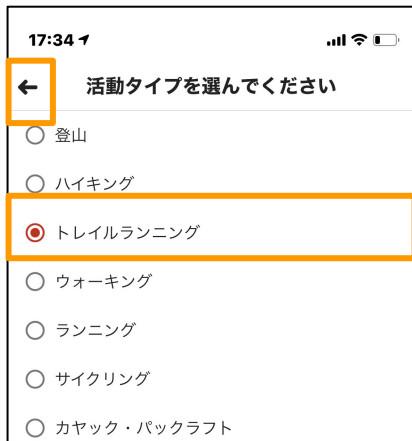 17:34
活動タイプを選んでください
登山
ハイキング
トレイルランニング
ウォーキング
ランニング
サイクリング
カヤック・パックラフト